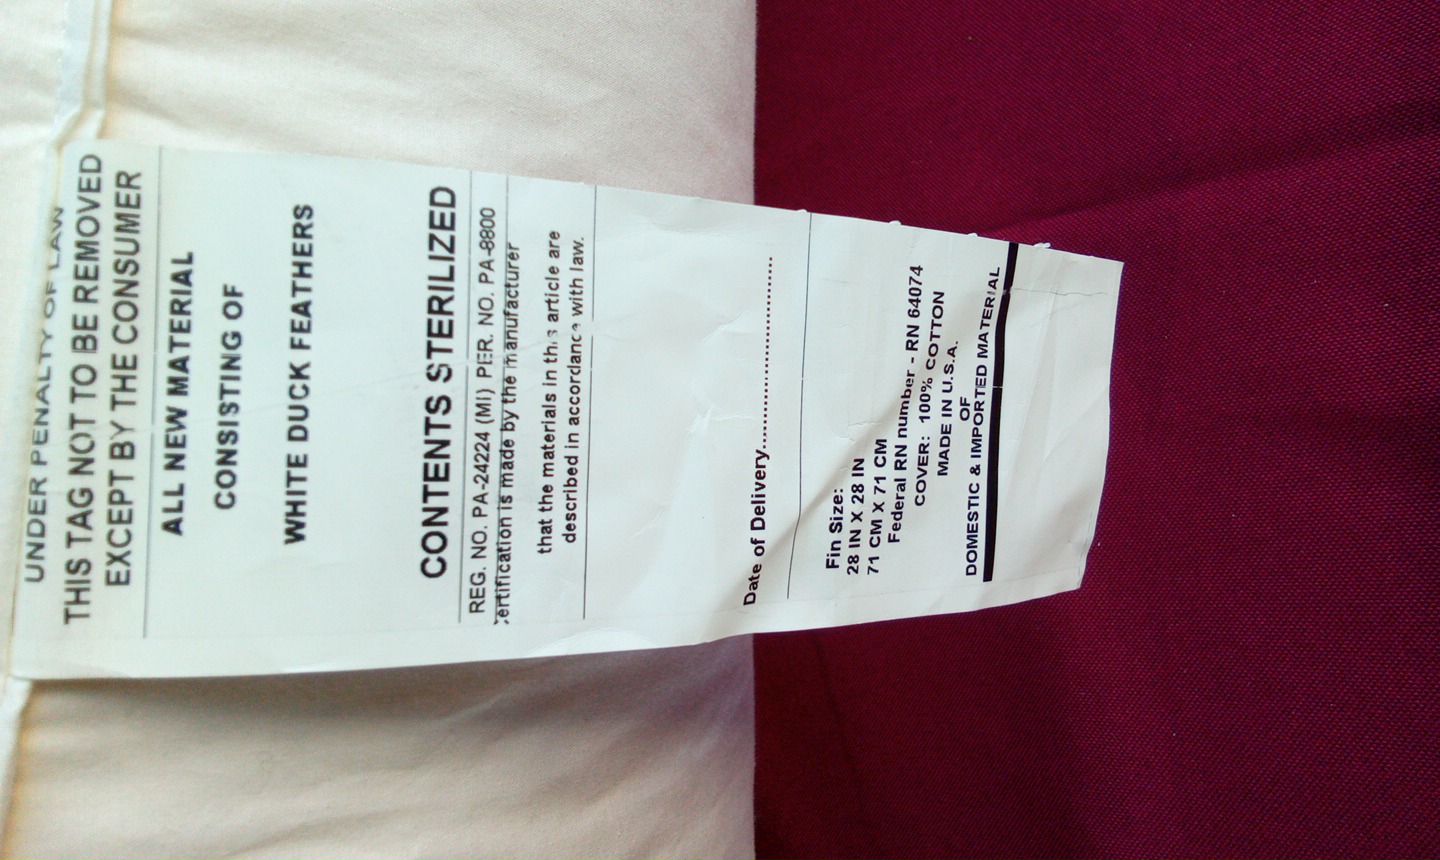 UNDER PENALTY OF LAW
THIS TAG NOT TO BE REMOVED
EXCEPT BY THE CONSUMER
ALL NEW MATERIAL
CONSISTING OF
WHITE DUCK FEATHERS
CONTENTS STERILIZED
REG. NO. PA-24224 (MI) PER. NO. PA-8800
Certification is made by the manufacturer
that the materials in this article are
described in accordance with law.
Date of Delivery........................................
Fin Size:
28 IN X 28 IN
71 CM X 71 CM
Federal RN number - RN 64074
COVER: 100% COTTON
MADE IN U.S.A.
OF
DOMESTIC & IMPORTED MATERIAL